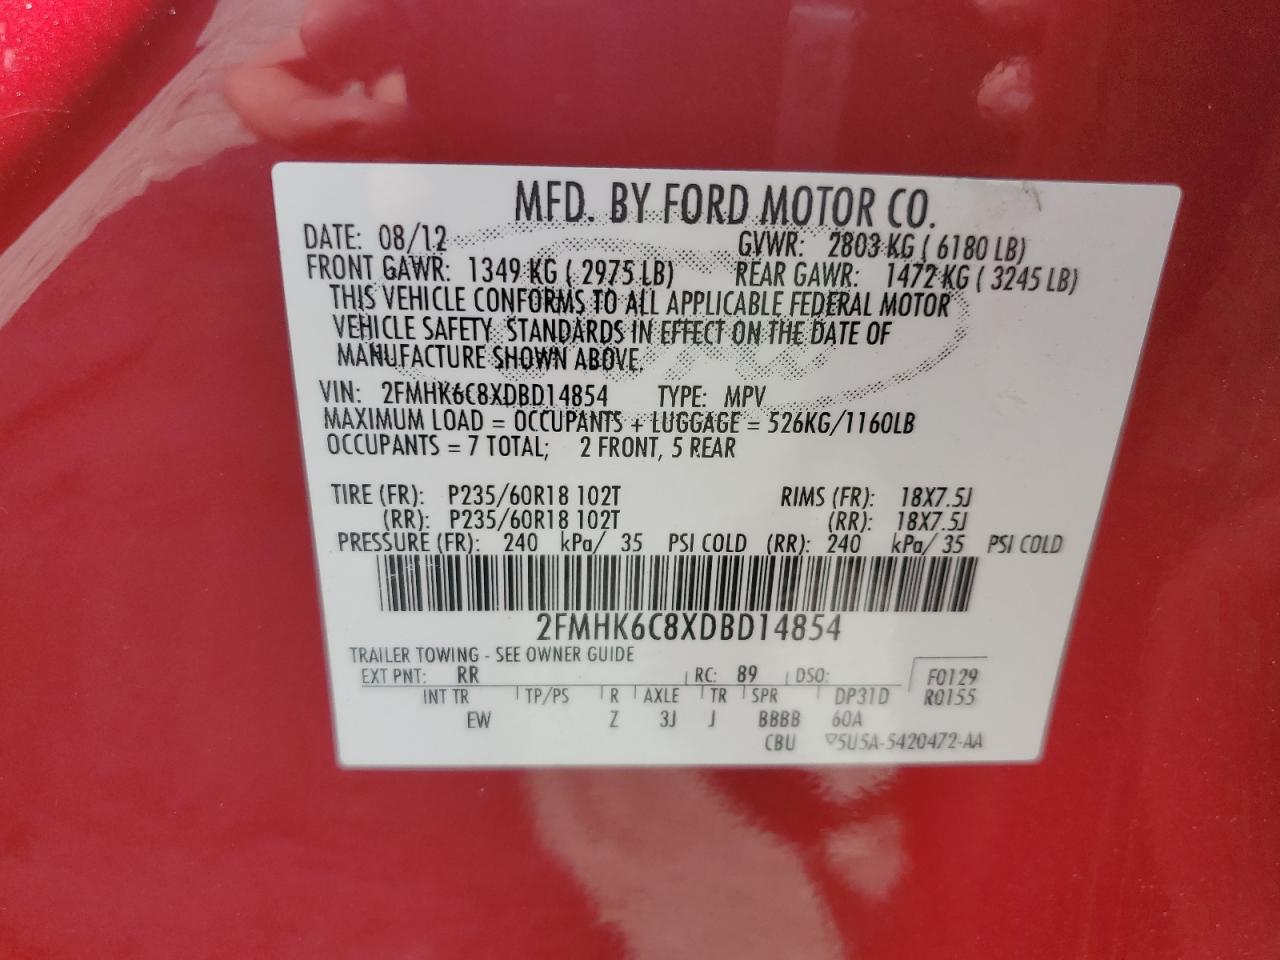 MFD. BY FORD MOTOR CO.
DATE: 08/12 GVWR: 2803 KG ( 6180 LB)
FRONT GAWR: 1349 KG ( 2975 LB) REAR GAWR: 1472 KG ( 3245 LB)
THIS VEHICLE CONFORMS TO ALL APPLICABLE FEDERAL MOTOR
VEHICLE SAFETY STANDARDS IN EFFECT ON THE DATE OF
MANUFACTURE SHOWN ABOVE.
VIN: 2FMHK6C8XDBD14854 TYPE: MPV
MAXIMUM LOAD = OCCUPANTS + LUGGAGE = 526KG/1160LB
OCCUPANTS = 7 TOTAL; 2 FRONT, 5 REAR
TIRE (FR): P235/60R18 102T RIMS (FR): 18X7.5J
(RR): P235/60R18 102T (RR): 18X7.5J
PRESSURE (FR): 240 kPa/ 35 PSI COLD (RR): 240 kPa/ 35 PSI COLD
2FMHK6C8XDBD14854
TRAILER TOWING - SEE OWNER GUIDE
EXT PNT: RR RC: 89 DSO: F0129
INT TR TP/PS R AXLE TR SPR DP31D R0155
EW Z 3J J BBBB 60A
CBU ▽5U5A-5420472-AA